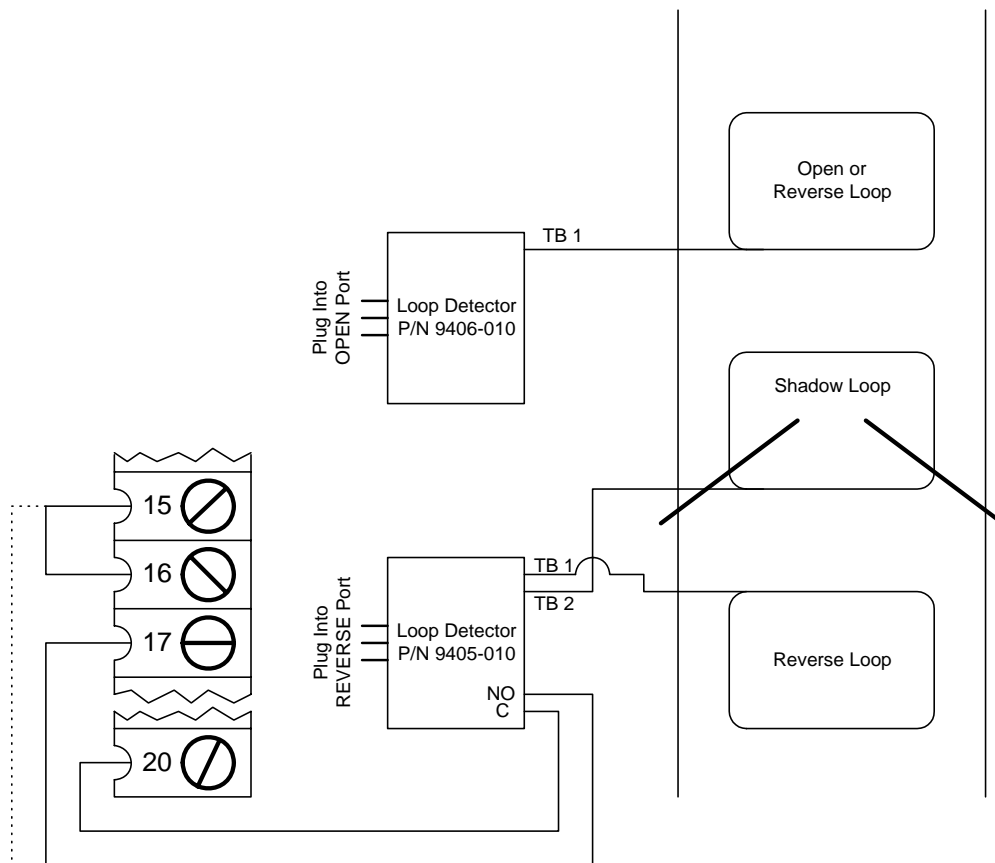 Open or
Reverse Loop
TB 1
Plug Into
OPEN Port
Loop Detector
P/N 9406-010
Shadow Loop
15
16
17
20
TB 1
TB 2
Plug Into
REVERSE Port
Loop Detector
P/N 9405-010
NO
C
Reverse Loop